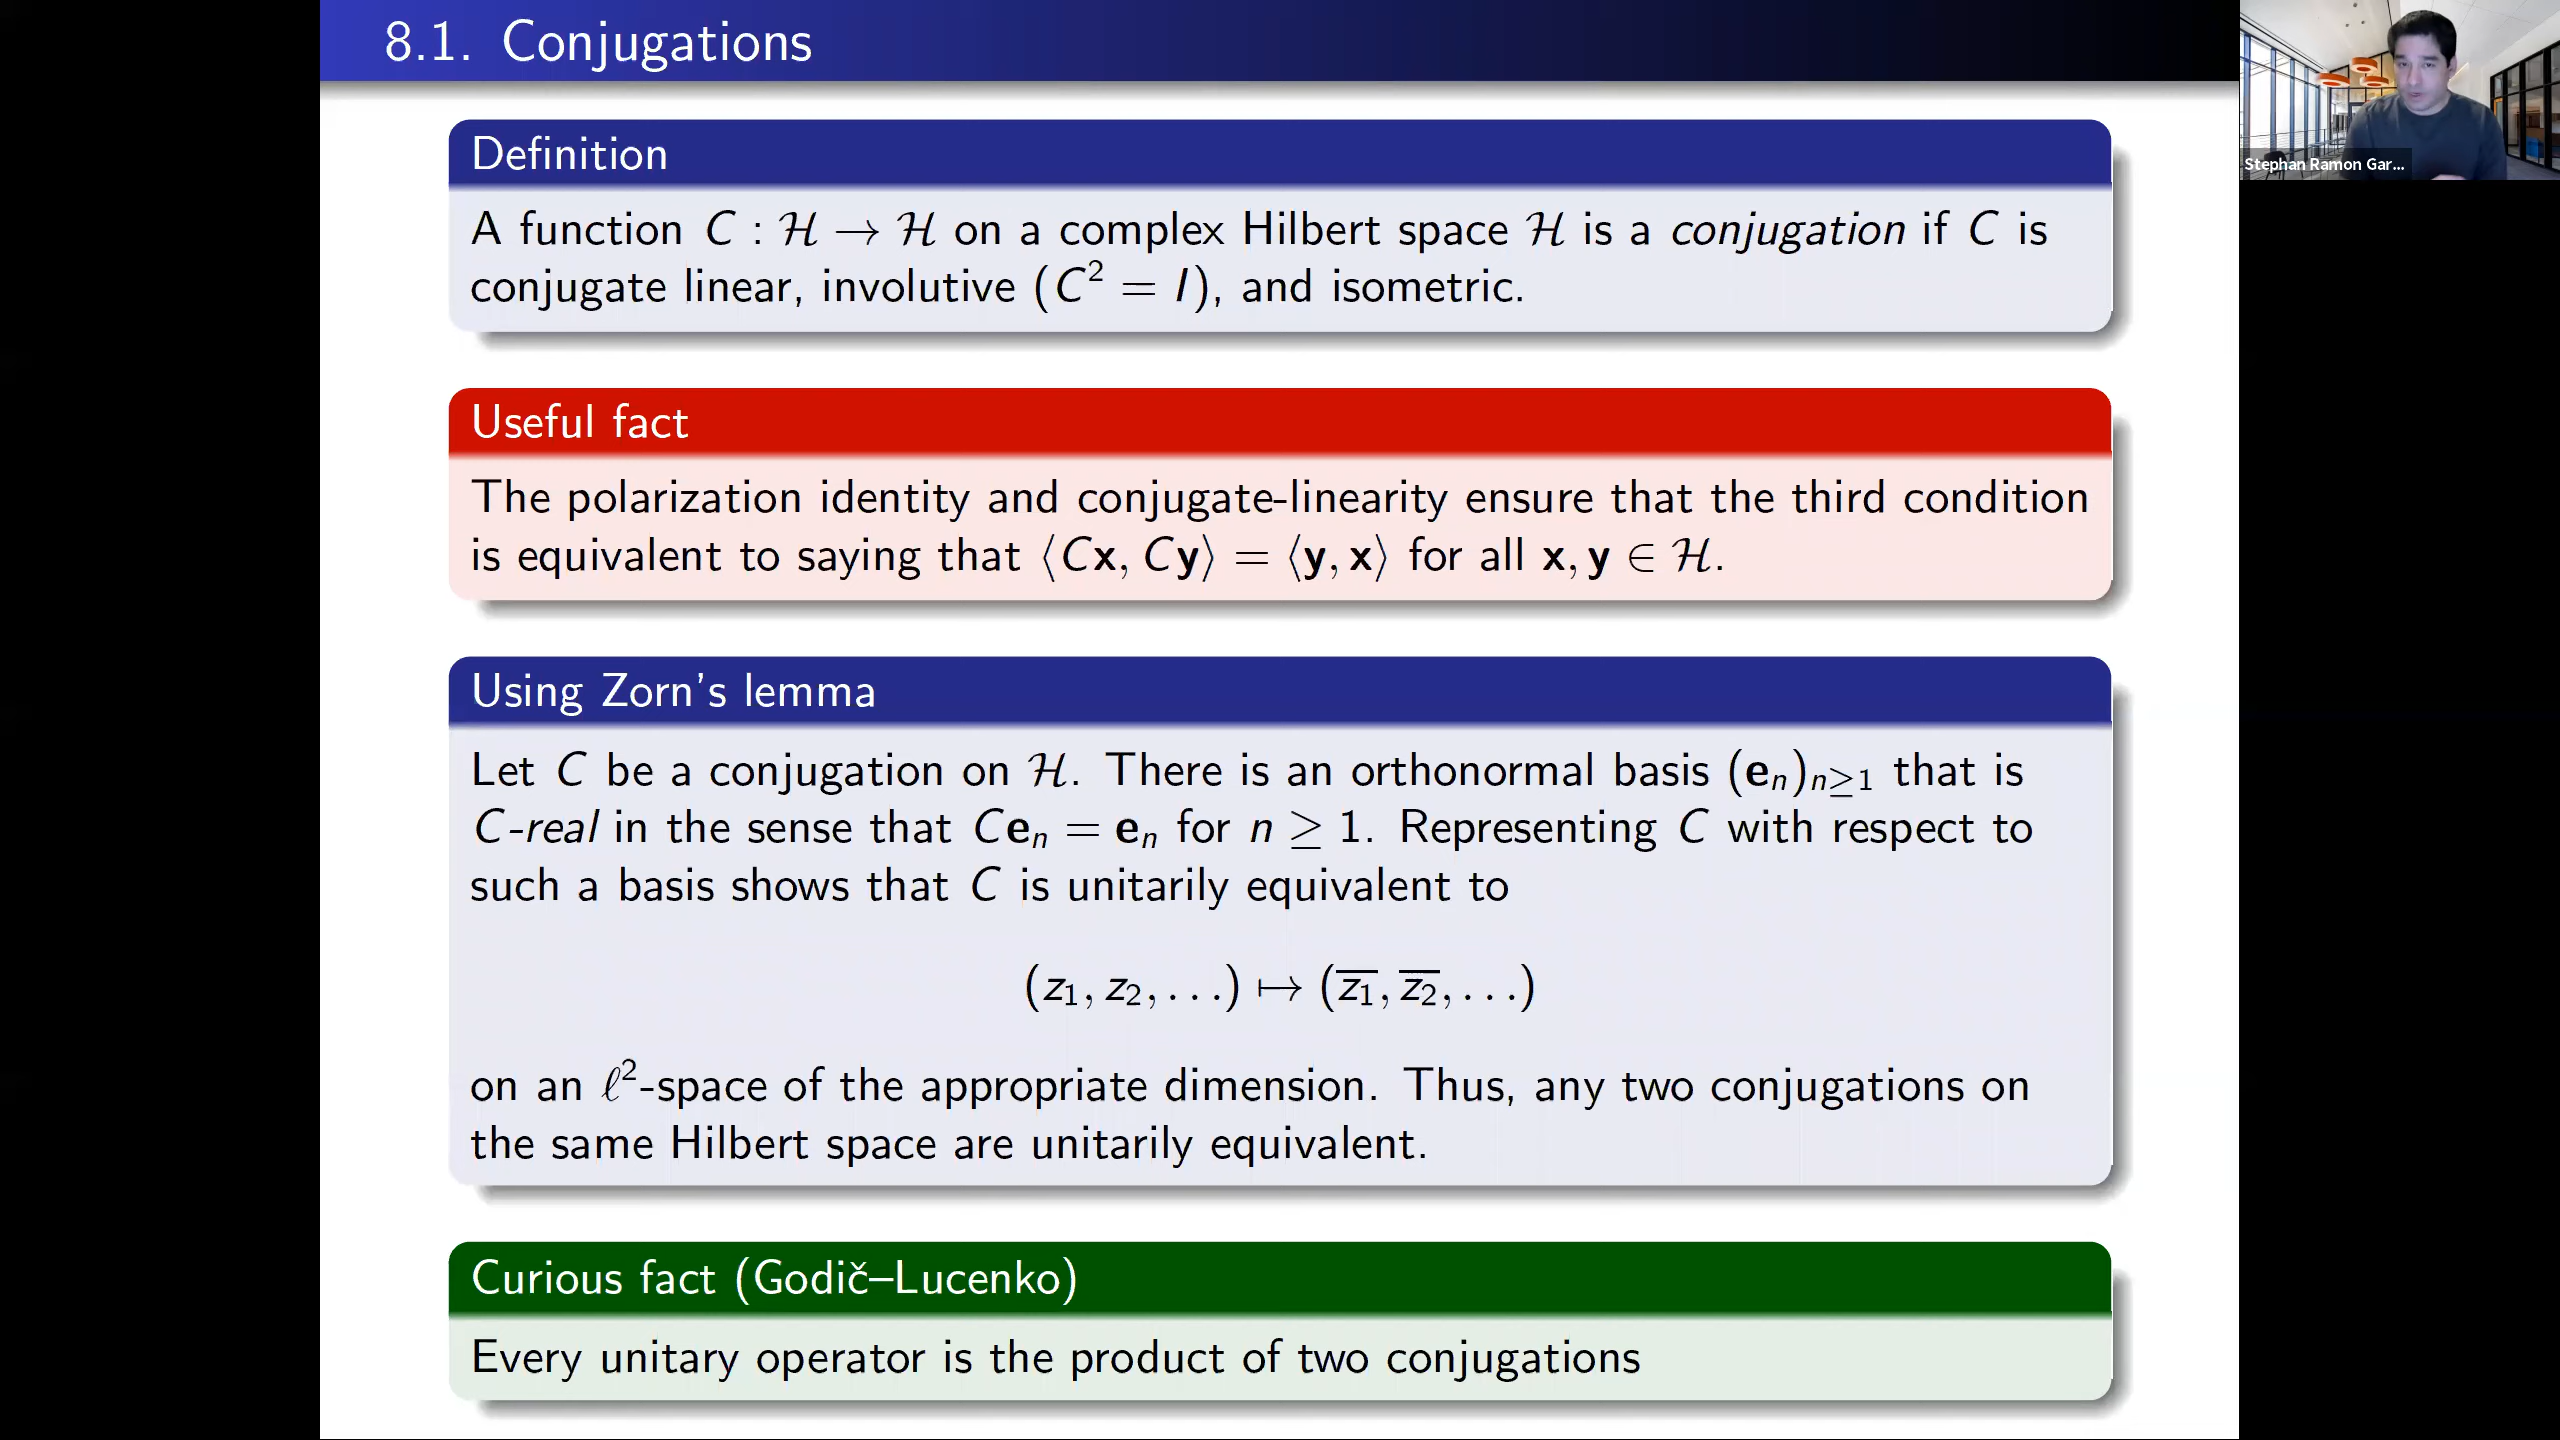 8.1. Conjugations
Stephan Ramon Gar...
Definition
A function C : ℋ → ℋ on a complex Hilbert space ℋ is a conjugation if C is
conjugate linear, involutive (C² = I), and isometric.
Useful fact
The polarization identity and conjugate-linearity ensure that the third condition
is equivalent to saying that ⟨Cx, Cy⟩ = ⟨y, x⟩ for all x, y ∈ ℋ.
Using Zorn's lemma
Let C be a conjugation on ℋ. There is an orthonormal basis (eₙ)ₙ≥₁ that is
C-real in the sense that Ceₙ = eₙ for n ≥ 1. Representing C with respect to
such a basis shows that C is unitarily equivalent to
(z₁, z₂, . . .) ↦ (z̅₁, z̅₂, . . .)
on an ℓ²-space of the appropriate dimension. Thus, any two conjugations on
the same Hilbert space are unitarily equivalent.
Curious fact (Godič–Lucenko)
Every unitary operator is the product of two conjugations